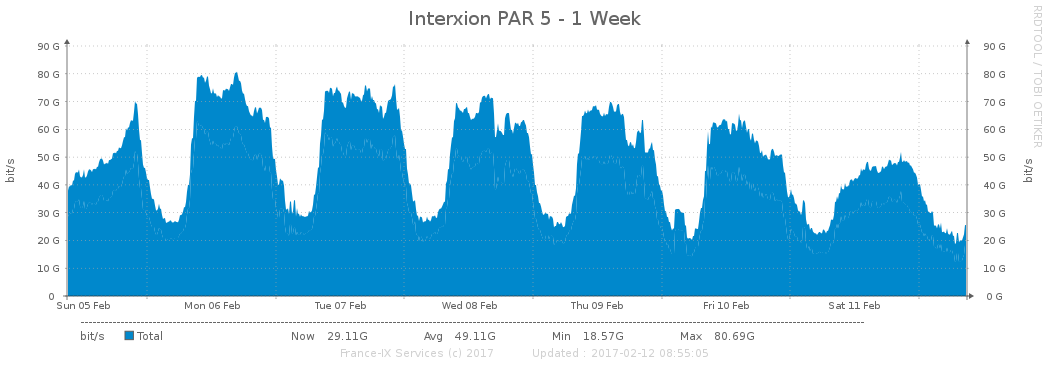 Interxion PAR 5 - 1 Week
RRDTOOL / TOBI OETIKER
90 G 90 G
80 G 80 G
70 G 70 G
60 G 60 G
50 G 50 G
40 G 40 G
30 G 30 G
20 G 20 G
10 G 10 G
0 0 G
bit/s
bit/s
Sun 05 Feb Mon 06 Feb Tue 07 Feb Wed 08 Feb Thu 09 Feb Fri 10 Feb Sat 11 Feb
bit/s Total Now 29.11G Avg 49.11G Min 18.57G Max 80.69G
France-IX Services (c) 2017 Updated : 2017-02-12 08:55:05